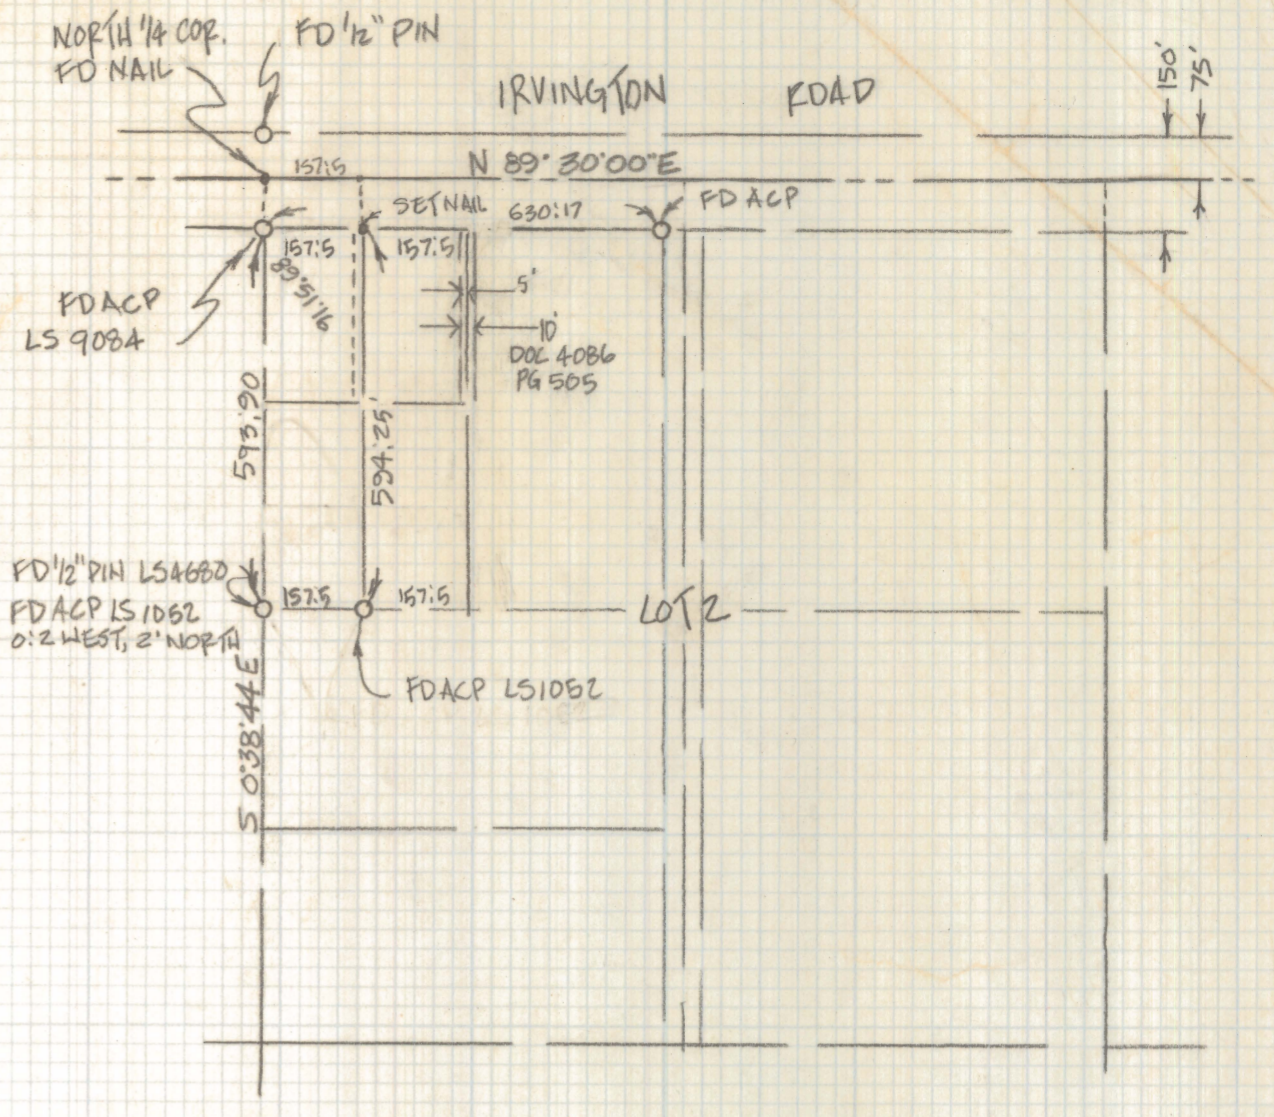 NORTH 1/4 COR.
FD NAIL
FD 1/2" PIN
IRVINGTON ROAD
150'
75'
157.5
N 89° 30'00"E
SET NAIL
630.17
FD ACP
157.5
157.5
89°51'16
FD ACP
LS 9084
5'
10'
DOC 4086
PG 505
593.90
594.25'
FD 1/2" PIN LS4680
FD ACP LS 1052
0.2 WEST, 2' NORTH
157.5
157.5
LOT 2
FD ACP LS1052
S 0°38'44 E